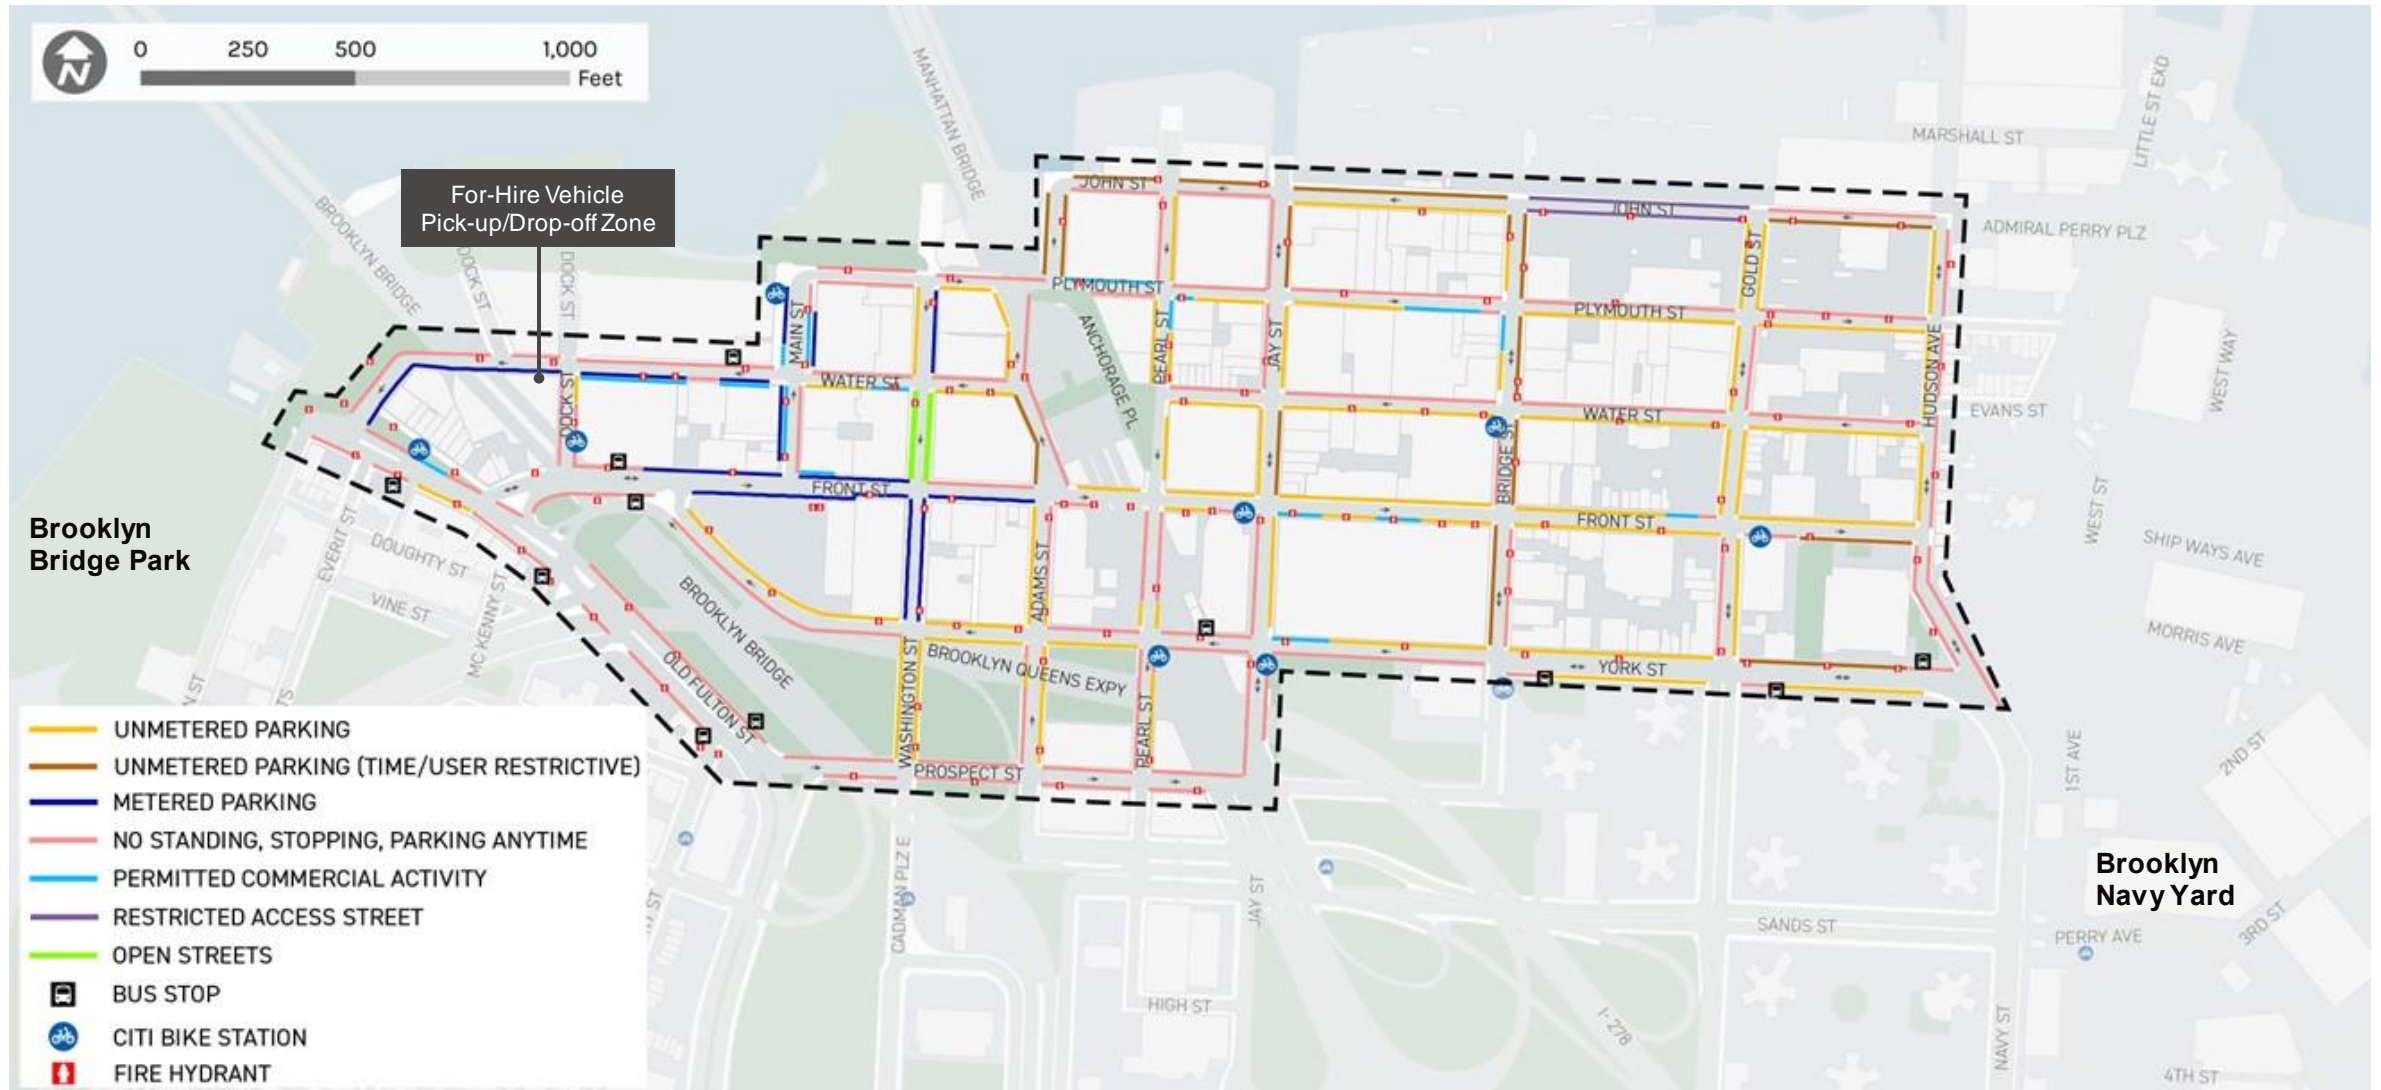 0 250 500 1,000
Feet
N
For-Hire Vehicle
Pick-up/Drop-off Zone
MANHATTAN BRIDGE
BROOKLYN BRIDGE
DOCK ST
DOCK ST
MARSHALL ST
LITTLE ST EXD
ADMIRAL PERRY PLZ
JOHN ST
JOHN ST
GOLD ST
PLYMOUTH ST
PLYMOUTH ST
MAIN ST
PEARL ST
JAY ST
ANCHORAGE PL
HUDSON AVE
WEST WAY
WATER ST
WATER ST
EVANS ST
DOCK ST
BRIDGE ST
FRONT ST
FRONT ST
WEST ST
SHIP WAYS AVE
Brooklyn
Bridge Park
EVERIT ST
DOUGHTY ST
VINE ST
MC KENNY ST
BROOKLYN BRIDGE
ADAMS ST
MORRIS AVE
OLD FULTON ST
WASHINGTON ST
BROOKLYN QUEENS EXPY
PEARL ST
YORK ST
PROSPECT ST
N ST
TS
1ST AVE
2ND ST
UNMETERED PARKING
UNMETERED PARKING (TIME/USER RESTRICTIVE)
METERED PARKING
NO STANDING, STOPPING, PARKING ANYTIME
PERMITTED COMMERCIAL ACTIVITY
RESTRICTED ACCESS STREET
OPEN STREETS
BUS STOP
CITI BIKE STATION
FIRE HYDRANT
CADMAN PLZ E
JAY ST
HIGH ST
I- 278
SANDS ST
PERRY AVE
3RD ST
NAVY ST
4TH ST
Brooklyn
Navy Yard